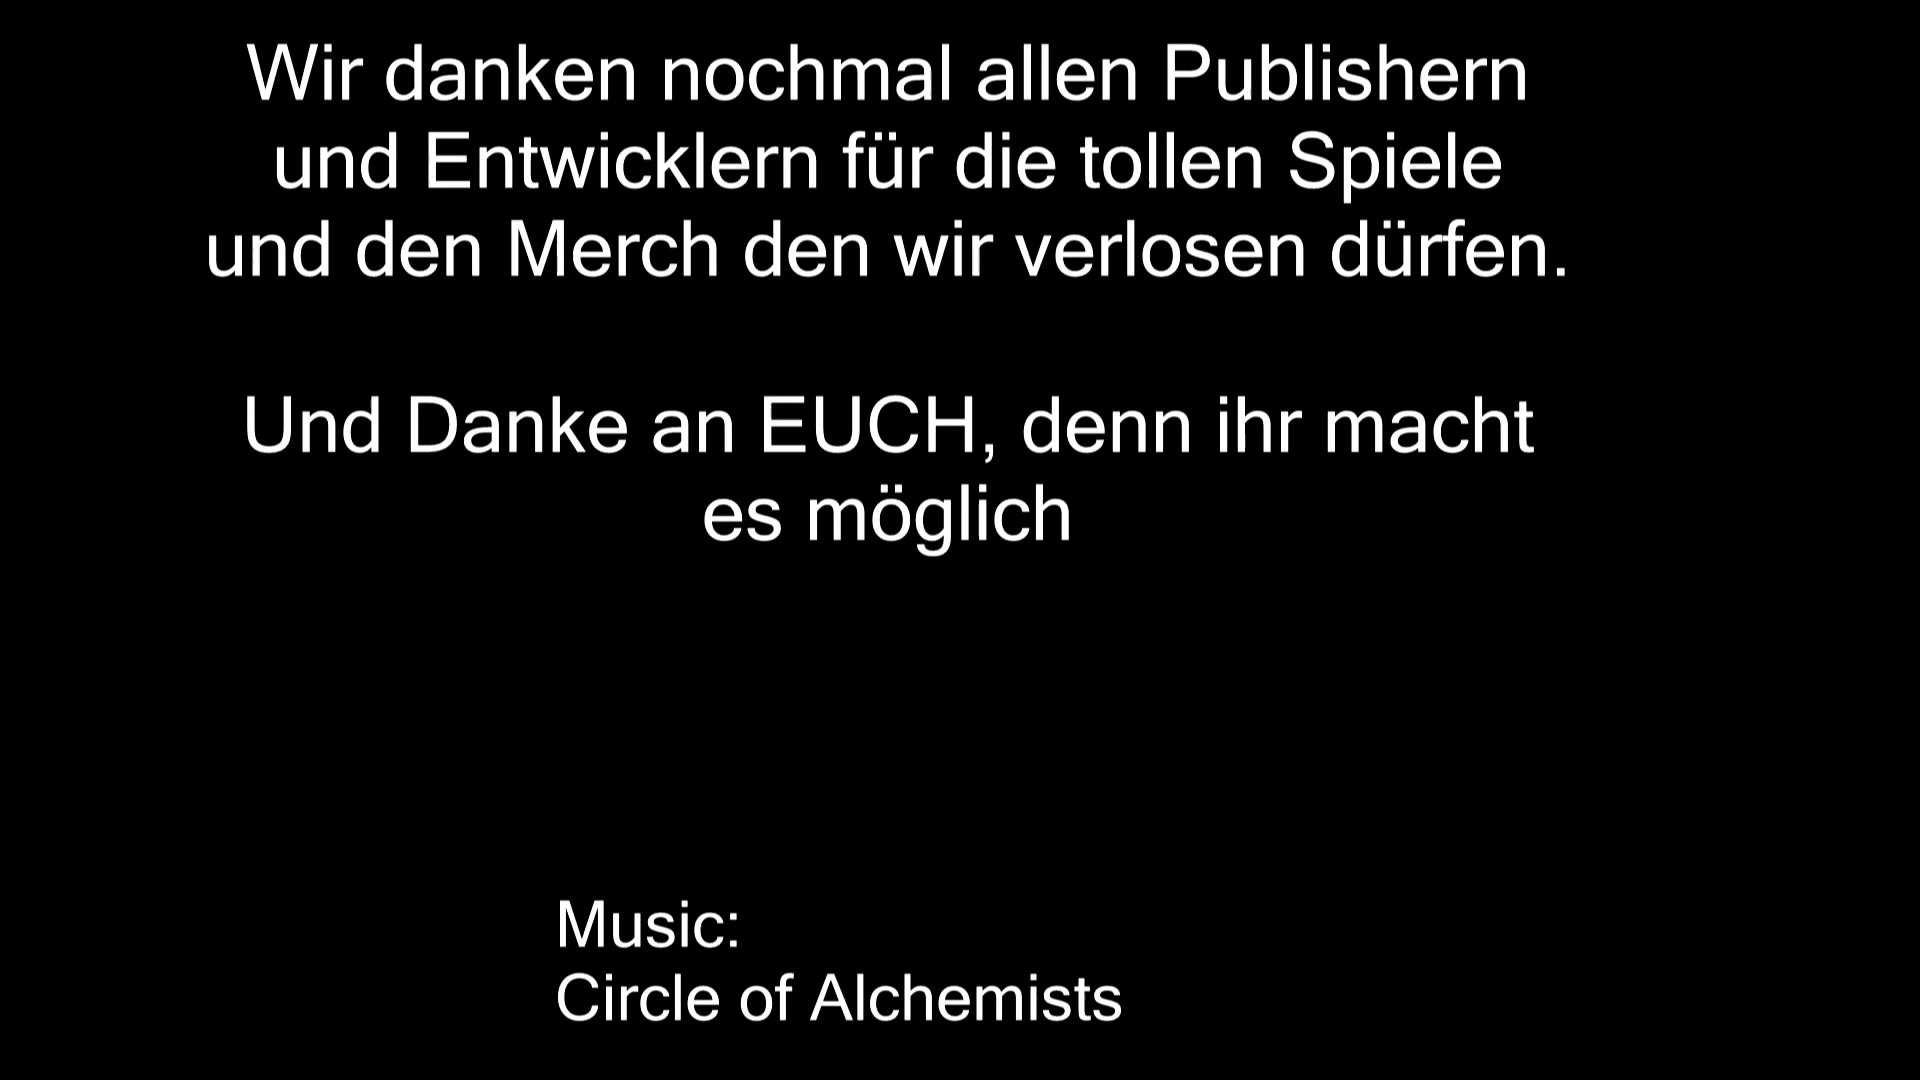 Wir danken nochmal allen Publishern
und Entwicklern für die tollen Spiele
und den Merch den wir verlosen dürfen.
Und Danke an EUCH, denn ihr macht
es möglich
Music:
Circle of Alchemists